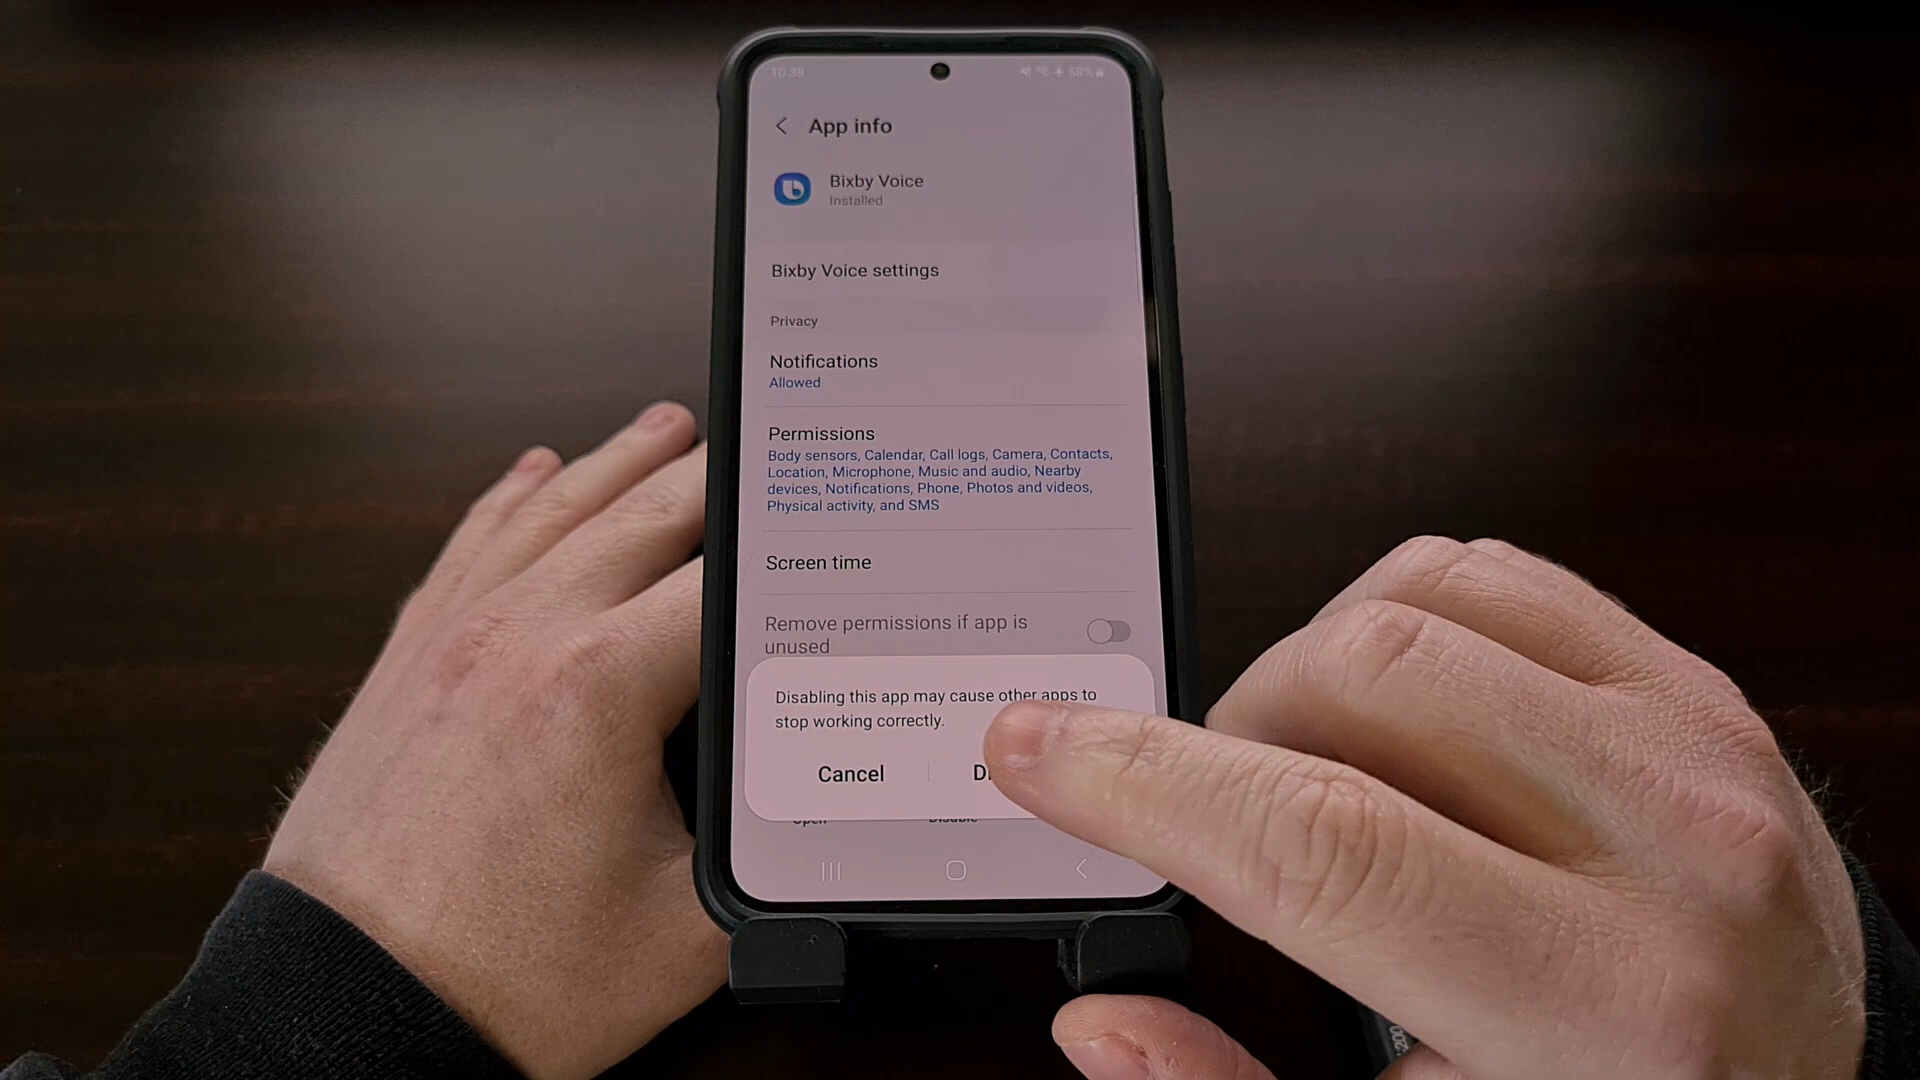 10:38
58%
App info
Bixby Voice
Installed
Bixby Voice settings
Privacy
Notifications
Allowed
Permissions
Body sensors, Calendar, Call logs, Camera, Contacts,
Location, Microphone, Music and audio, Nearby
devices, Notifications, Phone, Photos and videos,
Physical activity, and SMS
Screen time
Remove permissions if app is
unused
Disabling this app may cause other apps to
stop working correctly.
Cancel
Open
Disable